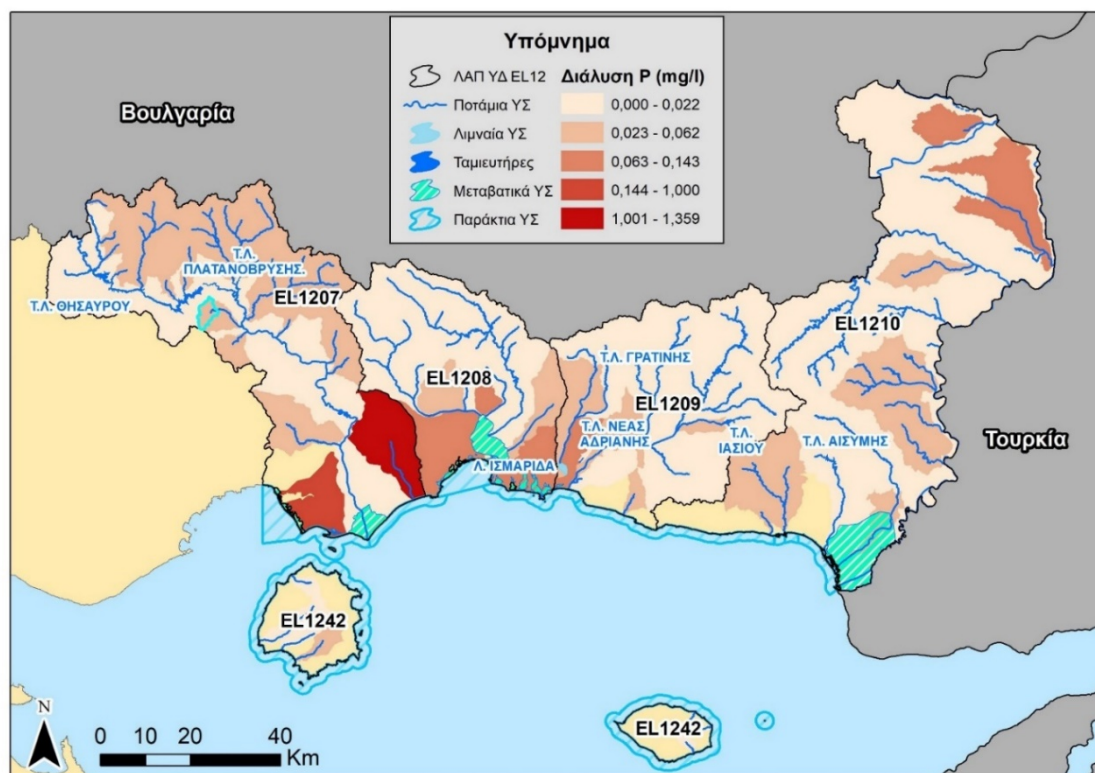 Υπόμνημα
ΛΑΠ ΥΔ EL12
Ποτάμια ΥΣ
Λιμναία ΥΣ
Ταμιευτήρες
Μεταβατικά ΥΣ
Παράκτια ΥΣ
Διάλυση P (mg/l)
0,000 - 0,022
0,023 - 0,062
0,063 - 0,143
0,144 - 1,000
1,001 - 1,359
Βουλγαρία
Τ.Λ.
ΠΛΑΤΑΝΟΒΡΥΣΗΣ.
Τ.Λ. ΘΗΣΑΥΡΟΥ
EL1207
EL1208
Τ.Λ. ΓΡΑΤΙΝΗΣ
EL1209
EL1210
Τ.Λ. ΝΕΑΣ
ΑΔΡΙΑΝΗΣ
Τ.Λ.
ΙΑΣΙΟΥ
Τ.Λ. ΑΙΣΥΜΗΣ
Τουρκία
Λ. ΙΣΜΑΡΙΔΑ
EL1242
EL1242
N
0 10 20 40
Km